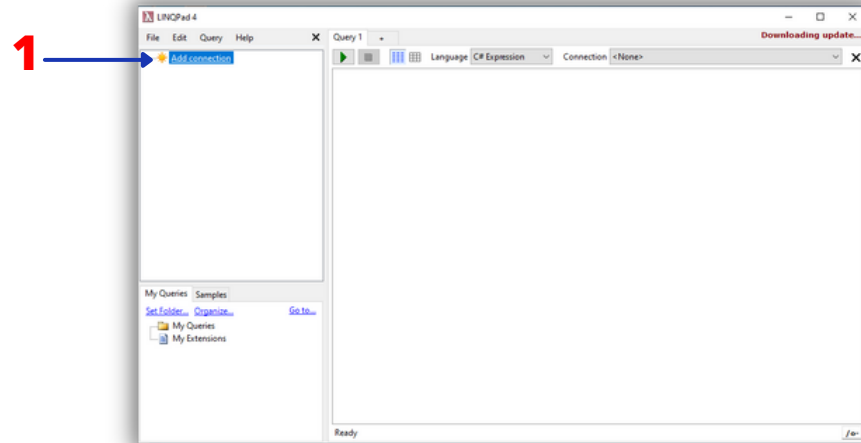 LINQPad 4
File Edit Query Help
Query 1 +
Downloading update...
1
Add connection
Language C# Expression Connection <None>
My Queries Samples
Set Folder... Organize... Go to...
My Queries
My Extensions
Ready
/o-